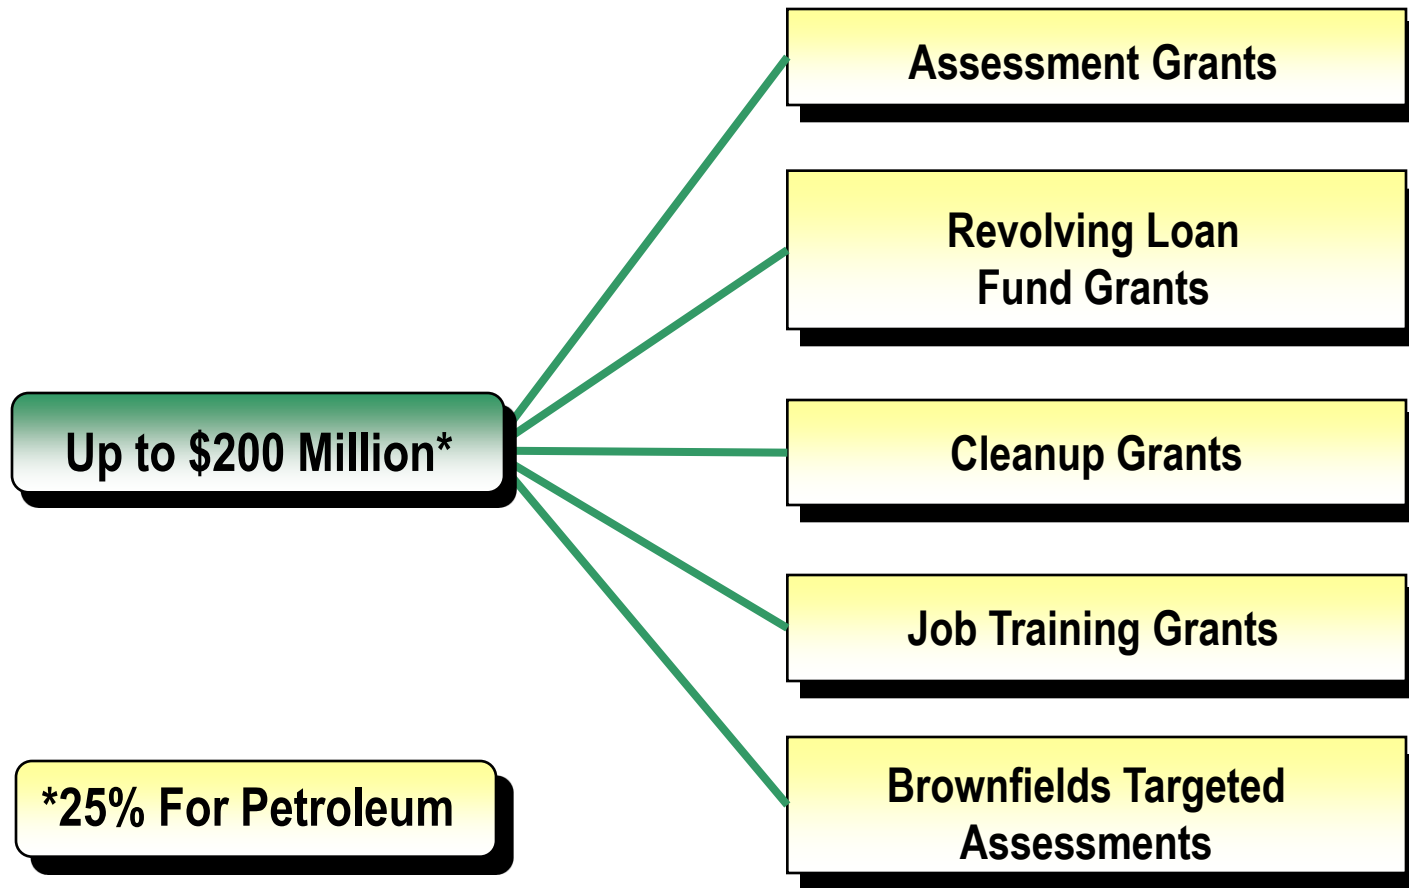 Assessment Grants
Revolving Loan
Fund Grants
Up to $200 Million*
Cleanup Grants
Job Training Grants
*25% For Petroleum
Brownfields Targeted
Assessments